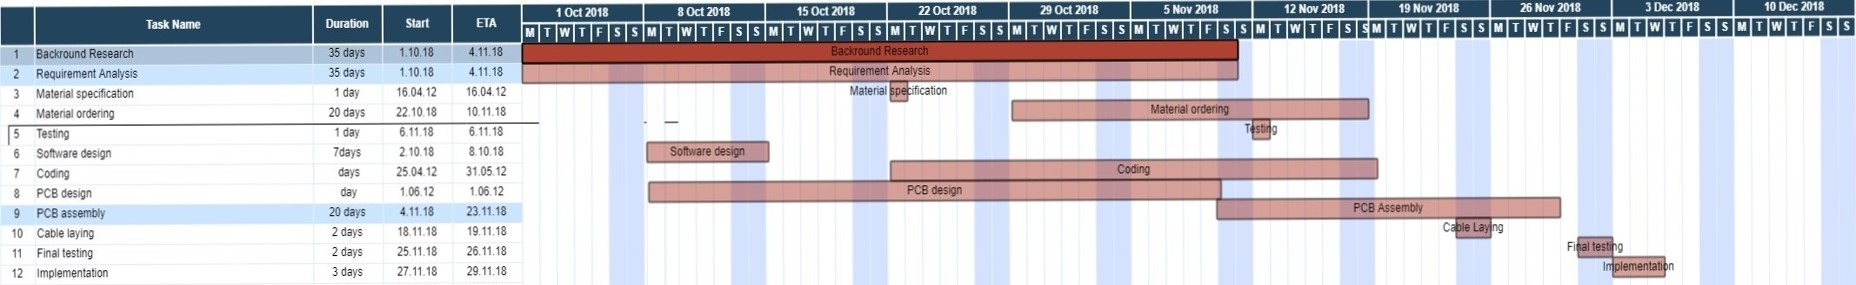 Task Name Duration Start ETA 1 Oct 2018 8 Oct 2018 15 Oct 2018 22 Oct 2018 29 Oct 2018 5 Nov 2018 12 Nov 2018 19 Nov 2018 26 Nov 2018 3 Dec 2018 10 Dec 2018
M T W T F S S M T W T F S S M T W T F S S M T W T F S S M T W T F S S M T W T F S S M T W T F S S M T W T F S S M T W T F S S M T W T F S S M T W T F S S
1 Backround Research 35 days 1.10.18 4.11.18 Backround Research
2 Requirement Analysis 35 days 1.10.18 4.11.18 Requirement Analysis
3 Material specification 1 day 16.04.12 16.04.12 Material specification
4 Material ordering 20 days 22.10.18 10.11.18 Material ordering
5 Testing 1 day 6.11.18 6.11.18 Testing
6 Software design 7days 2.10.18 8.10.18 Software design
7 Coding days 25.04.12 31.05.12 Coding
8 PCB design day 1.06.12 1.06.12 PCB design
9 PCB assembly 20 days 4.11.18 23.11.18 PCB Assembly
10 Cable laying 2 days 18.11.18 19.11.18 Cable Laying
11 Final testing 2 days 25.11.18 26.11.18 Final testing
12 Implementation 3 days 27.11.18 29.11.18 Implementation